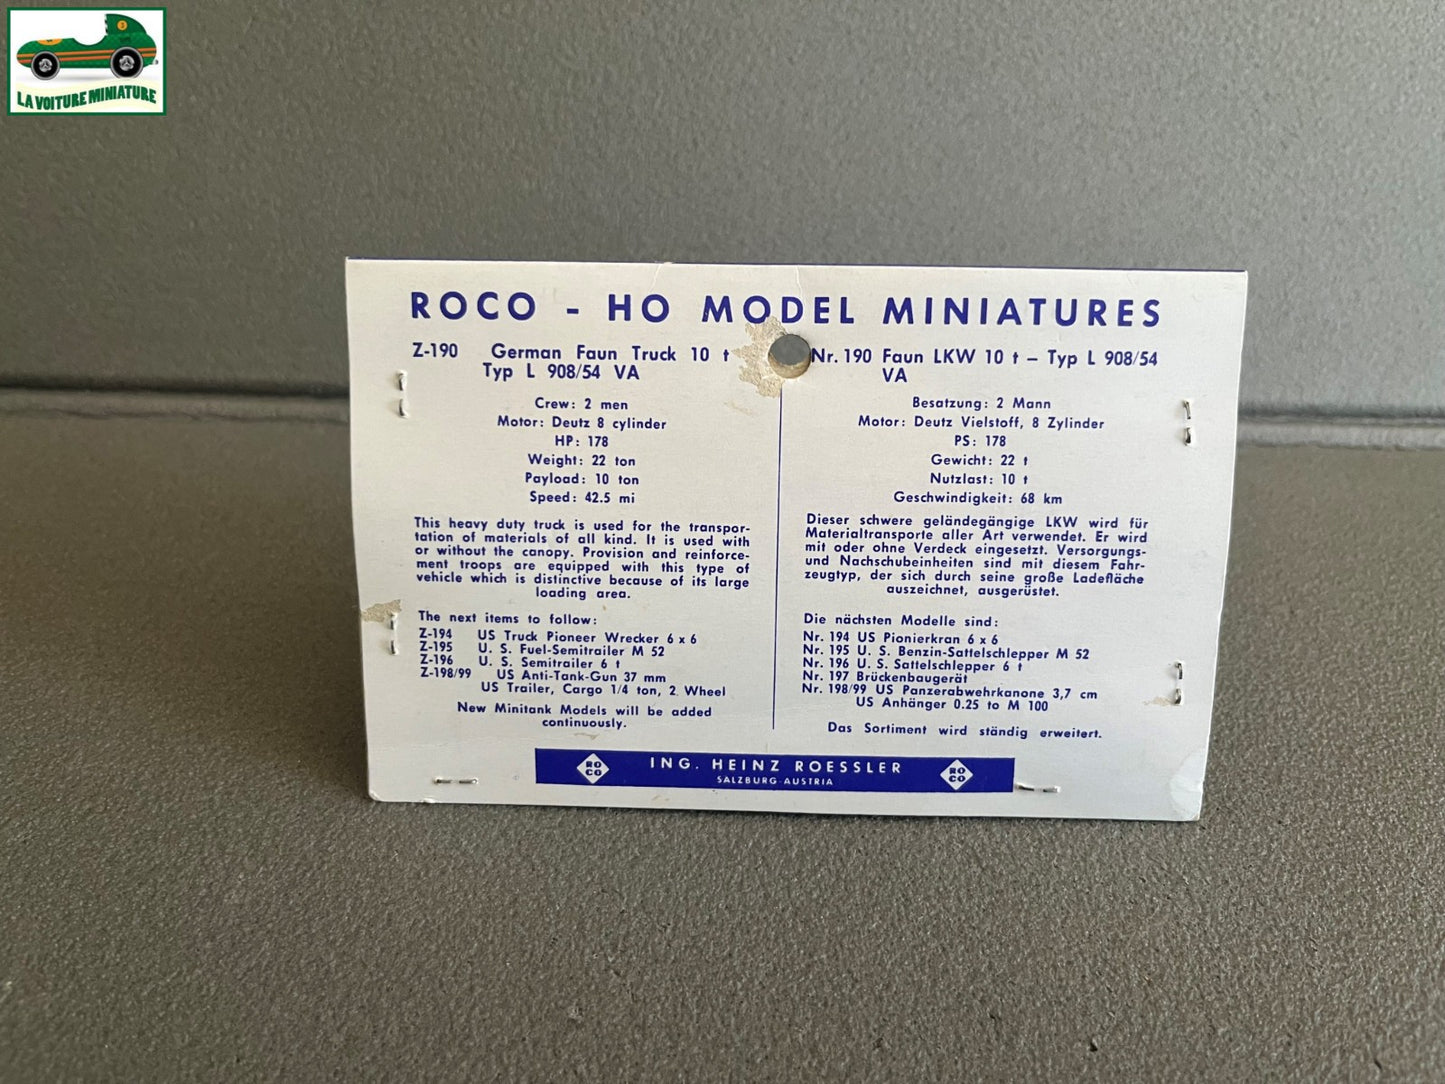 LA VOITURE MINIATURE
ROCO - HO MODEL MINIATURES
Z-190 German Faun Truck 10 t
Typ L 908/54 VA
Crew: 2 men
Motor: Deutz 8 cylinder
HP: 178
Weight: 22 ton
Payload: 10 ton
Speed: 42.5 mi
This heavy duty truck is used for the transpor-
tation of materials of all kind. It is used with
or without the canopy. Provision and reinforce-
ment troops are equipped with this type of
vehicle which is distinctive because of its large
loading area.
The next items to follow:
Z-194 US Truck Pioneer Wrecker 6 x 6
Z-195 U. S. Fuel-Semitrailer M 52
Z-196 U. S. Semitrailer 6 t
Z-198/99 US Anti-Tank-Gun 37 mm
US Trailer, Cargo 1/4 ton, 2 Wheel
New Minitank Models will be added
continuously.
Nr. 190 Faun LKW 10 t – Typ L 908/54
VA
Besatzung: 2 Mann
Motor: Deutz Vielstoff, 8 Zylinder
PS: 178
Gewicht: 22 t
Nutzlast: 10 t
Geschwindigkeit: 68 km
Dieser schwere geländegängige LKW wird für
Materialtransporte aller Art verwendet. Er wird
mit oder ohne Verdeck eingesetzt. Versorgungs-
und Nachschubeinheiten sind mit diesem Fahr-
zeugtyp, der sich durch seine große Ladefläche
auszeichnet, ausgerüstet.
Die nächsten Modelle sind:
Nr. 194 US Pionierkran 6 x 6
Nr. 195 U. S. Benzin-Sattelschlepper M 52
Nr. 196 U. S. Sattelschlepper 6 t
Nr. 197 Brückenbaugerät
Nr. 198/99 US Panzerabwehrkanone 3,7 cm
US Anhänger 0.25 to M 100
Das Sortiment wird ständig erweitert.
RO
CO
ING. HEINZ ROESSLER
SALZBURG-AUSTRIA
RO
CO